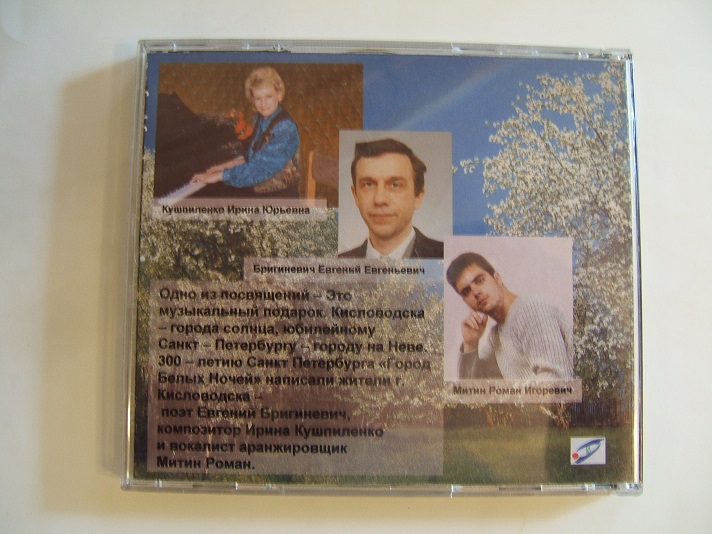 Кушпиленко Ирина Юрьевна
Бригиневич Евгеный Евгеньевич
Митин Роман Игоревич
Одно из посвящений – Это
музыкальный подарок. Кисловодска
– города солнца, юбилейному
Санкт – Петербургу – городу на Неве.
300 – летию Санкт Петербурга «Город
Белых Ночей» написали жители г.
Кисловодска –
поэт Евгений Бригиневич,
композитор Ирина Кушпиленко
и вокалист аранжировщик
Митин Роман.